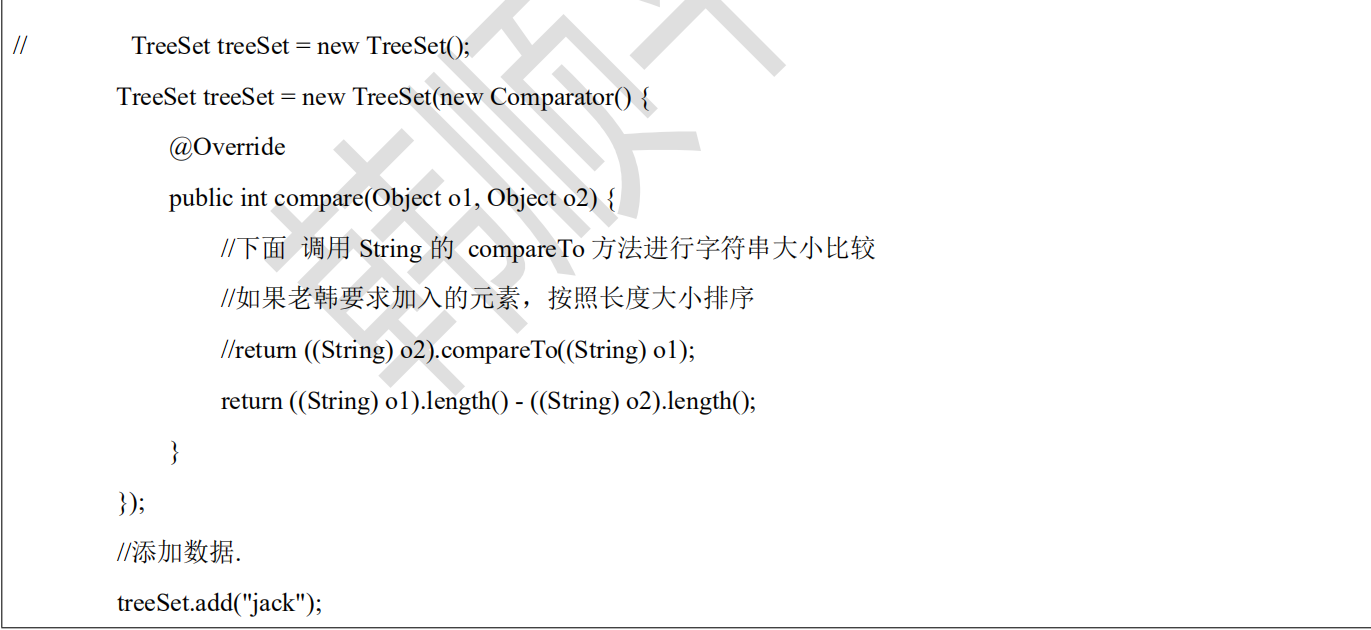 // TreeSet treeSet = new TreeSet();
TreeSet treeSet = new TreeSet(new Comparator() {
@Override
public int compare(Object o1, Object o2) {
//下面 调用 String 的 compareTo 方法进行字符串大小比较
//如果老韩要求加入的元素，按照长度大小排序
//return ((String) o2).compareTo((String) o1);
return ((String) o1).length() - ((String) o2).length();
}
});
//添加数据.
treeSet.add("jack");
韩顺平